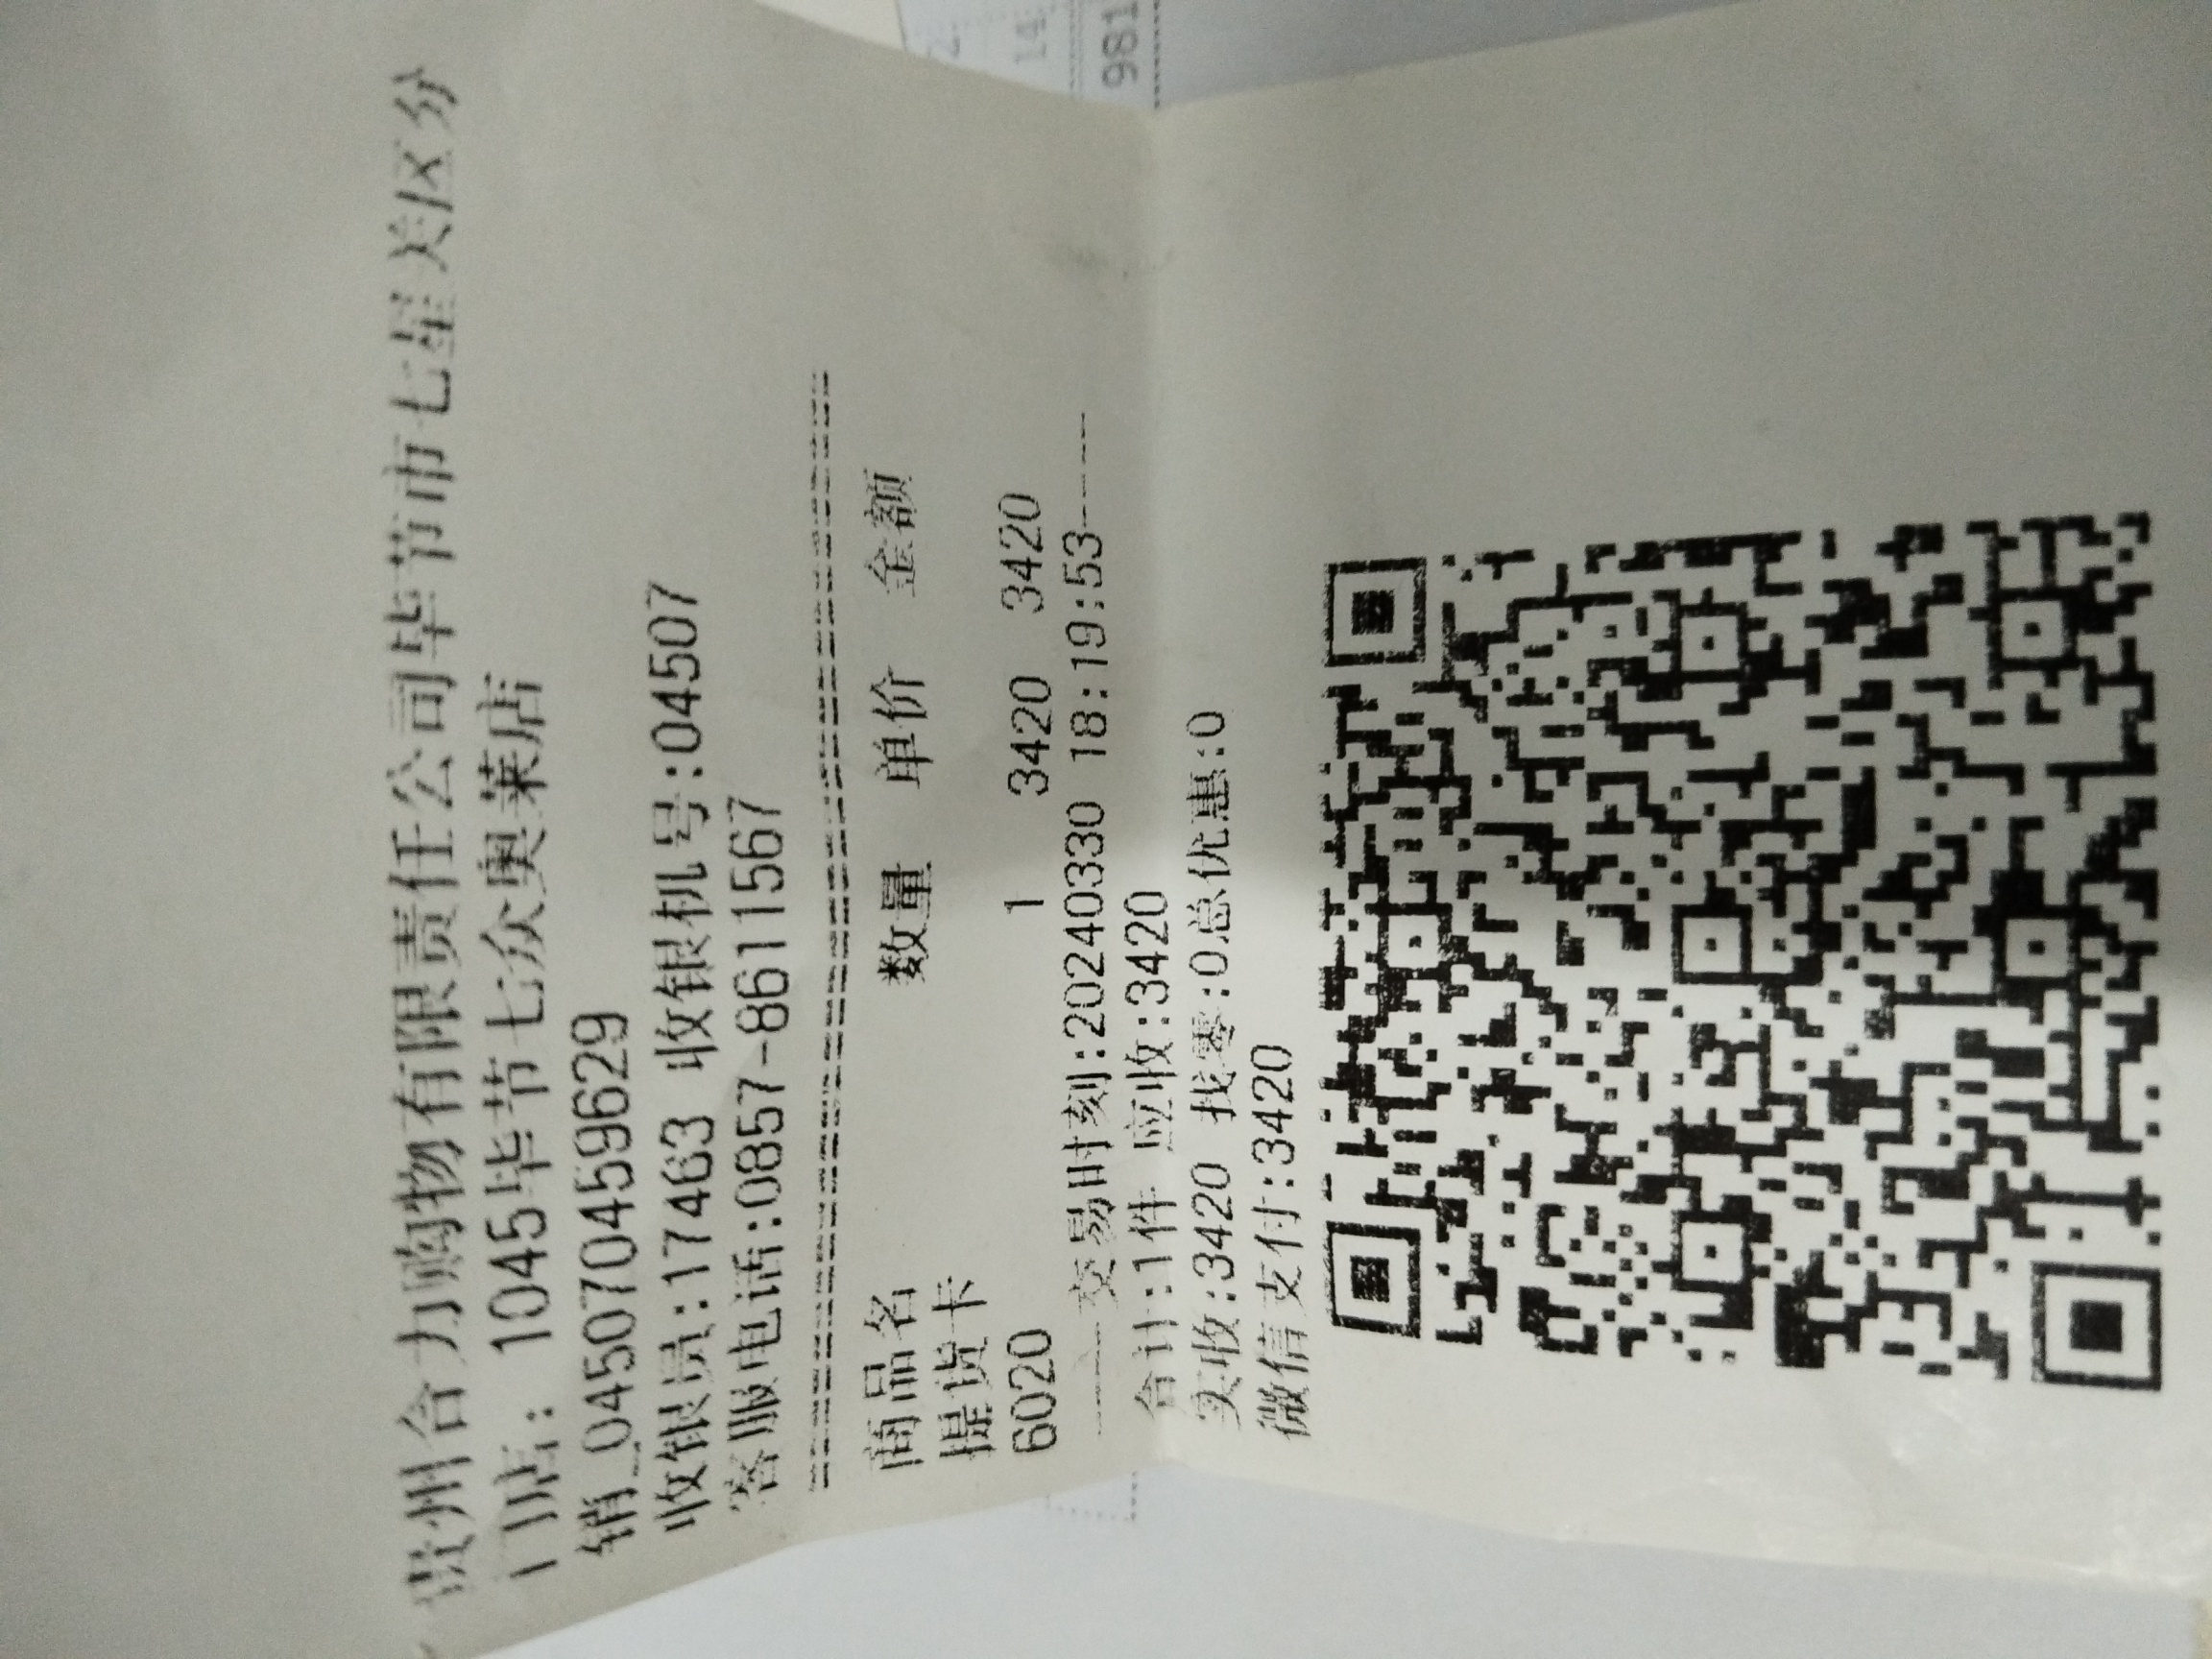 贵州合力购物有限责任公司毕节市七星关区分
门店: 1045毕节七众奥莱店
销_0450704596​29
收银员:17463 收银机号:04507
客服电话:0857-8611567
商品名 数量 单价 金额
提货卡
6020 1 3420 3420
-----交易时刻:20240330 18:19:53-----
合计:1件 应收:3420
实收:3420 找零:0总优惠:0
微信支付:3420
14
981